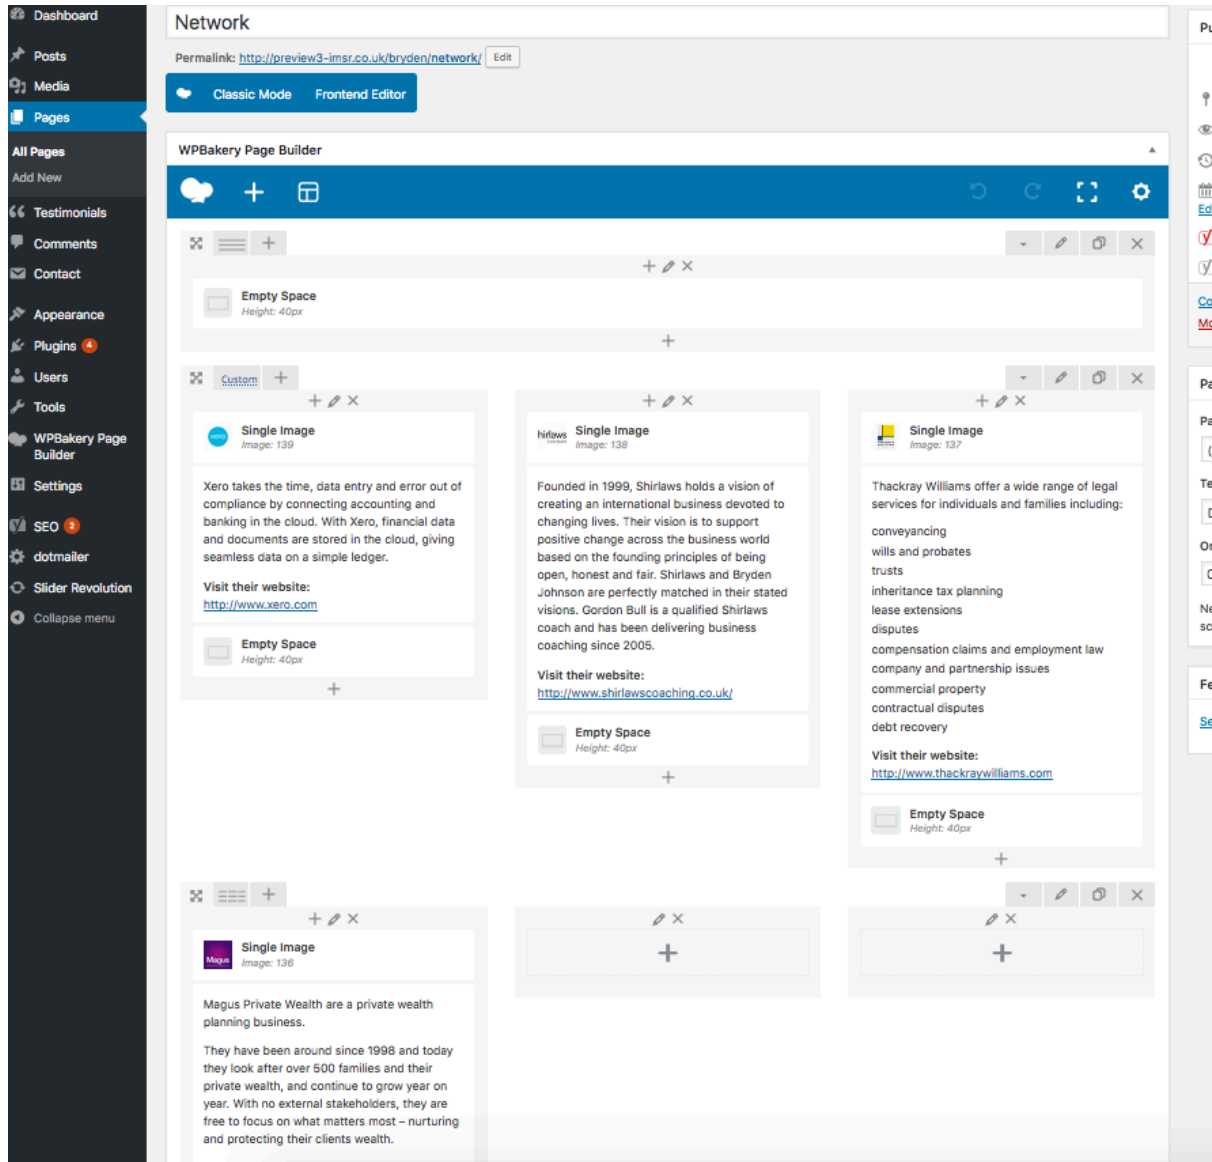 Dashboard
Posts
Media
Pages
All Pages
Add New
Testimonials
Comments
Contact
Appearance
Plugins 4
Users
Tools
WPBakery Page
Builder
Settings
SEO 2
dotmailer
Slider Revolution
Collapse menu
Network
Permalink: http://preview3-imsr.co.uk/bryden/network/ Edit
Classic Mode Frontend Editor
WPBakery Page Builder
Empty Space
Height: 40px
Custom
Single Image
Image: 139
Xero takes the time, data entry and error out of
compliance by connecting accounting and
banking in the cloud. With Xero, financial data
and documents are stored in the cloud, giving
seamless data on a simple ledger.
Visit their website:
http://www.xero.com
Empty Space
Height: 40px
hirlaws
Single Image
Image: 138
Founded in 1999, Shirlaws holds a vision of
creating an international business devoted to
changing lives. Their vision is to support
positive change across the business world
based on the founding principles of being
open, honest and fair. Shirlaws and Bryden
Johnson are perfectly matched in their stated
visions. Gordon Bull is a qualified Shirlaws
coach and has been delivering business
coaching since 2005.
Visit their website:
http://www.shirlawscoaching.co.uk/
Empty Space
Height: 40px
Single Image
Image: 137
Thackray Williams offer a wide range of legal
services for individuals and families including:
conveyancing
wills and probates
trusts
inheritance tax planning
lease extensions
disputes
compensation claims and employment law
company and partnership issues
commercial property
contractual disputes
debt recovery
Visit their website:
http://www.thackraywilliams.com
Empty Space
Height: 40px
Magus
Single Image
Image: 136
Magus Private Wealth are a private wealth
planning business.
They have been around since 1998 and today
they look after over 500 families and their
private wealth, and continue to grow year on
year. With no external stakeholders, they are
free to focus on what matters most – nurturing
and protecting their clients wealth.